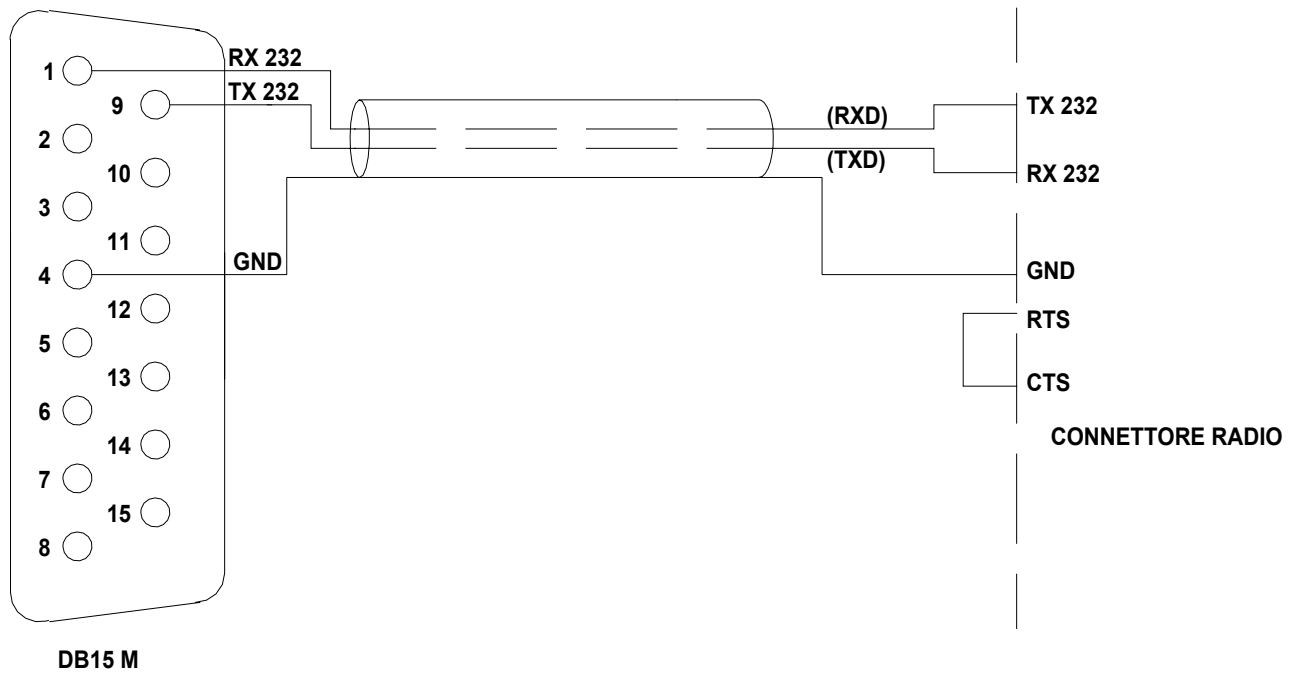 RX 232
1
TX 232
9
(RXD)
TX 232
2
(TXD)
10
RX 232
3
11
GND
4
GND
12
RTS
5
13
CTS
6
14
CONNETTORE RADIO
7
15
8
DB15 M